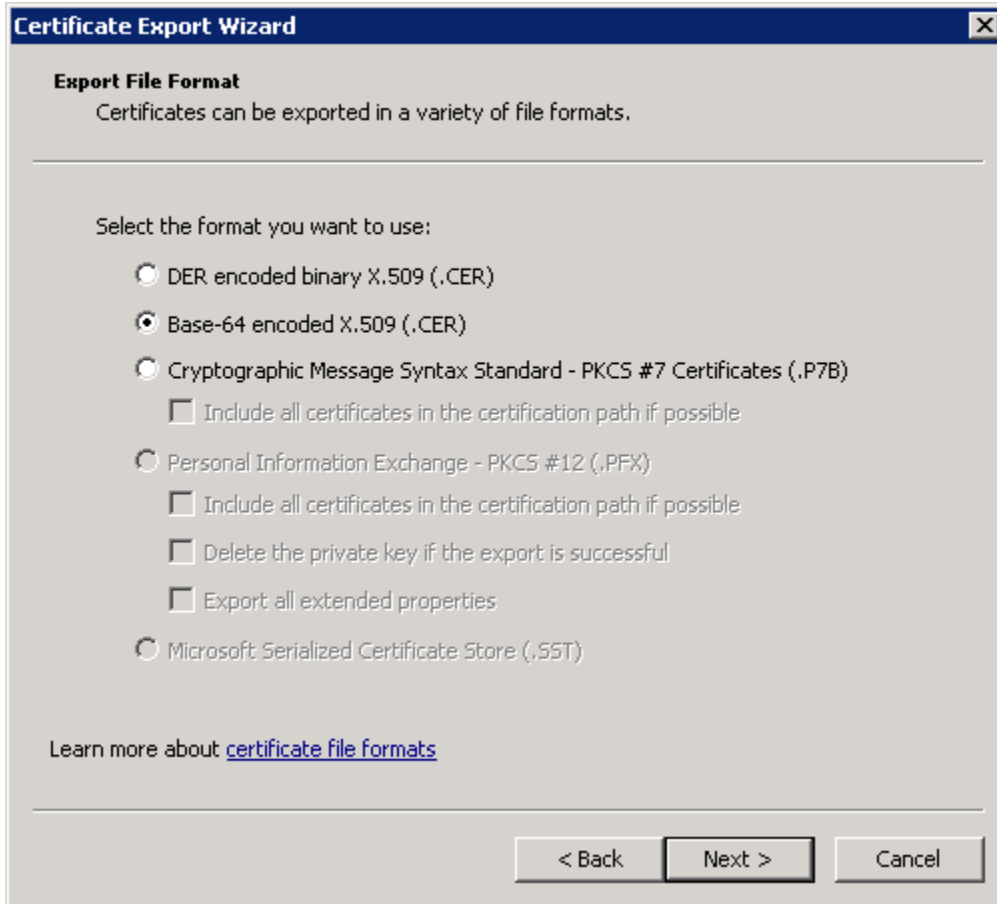 Certificate Export Wizard
Export File Format
Certificates can be exported in a variety of file formats.
Select the format you want to use:
DER encoded binary X.509 (.CER)
Base-64 encoded X.509 (.CER)
Cryptographic Message Syntax Standard - PKCS #7 Certificates (.P7B)
Include all certificates in the certification path if possible
Personal Information Exchange - PKCS #12 (.PFX)
Include all certificates in the certification path if possible
Delete the private key if the export is successful
Export all extended properties
Microsoft Serialized Certificate Store (.SST)
Learn more about certificate file formats
< Back Next > Cancel